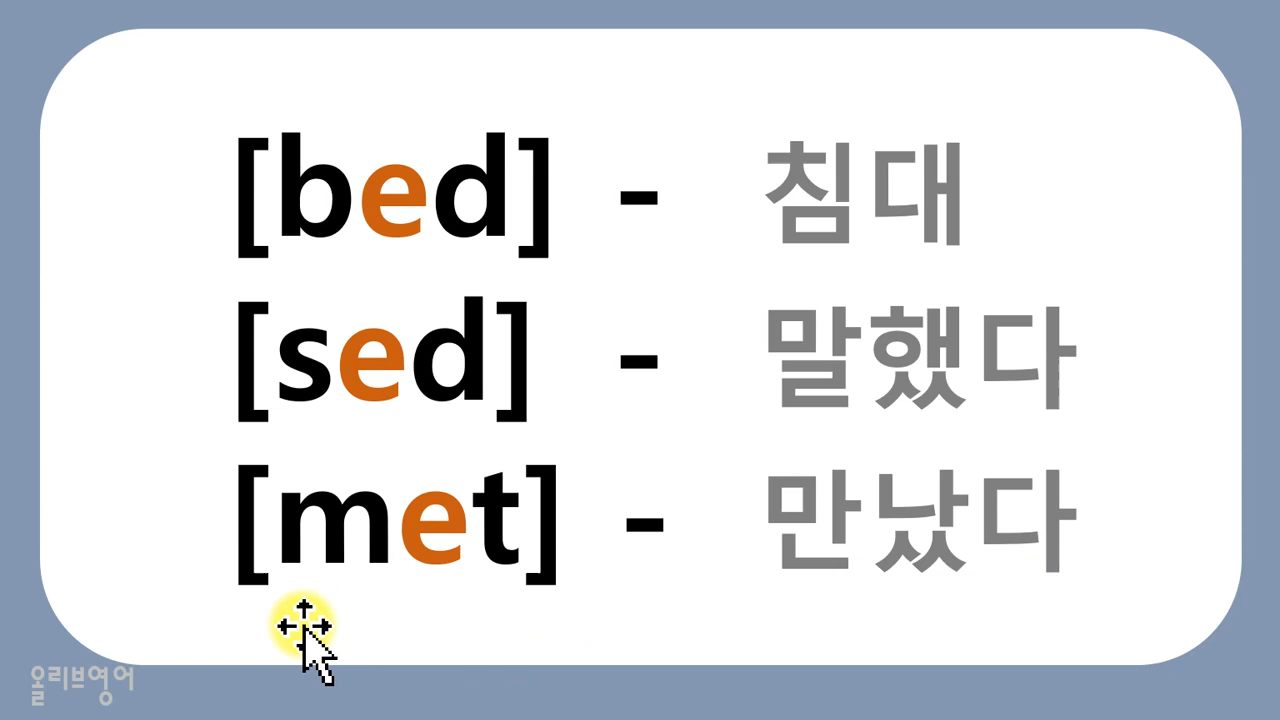 [bed] - 침대
[sed] - 말했다
[met] - 만났다
올리브영어